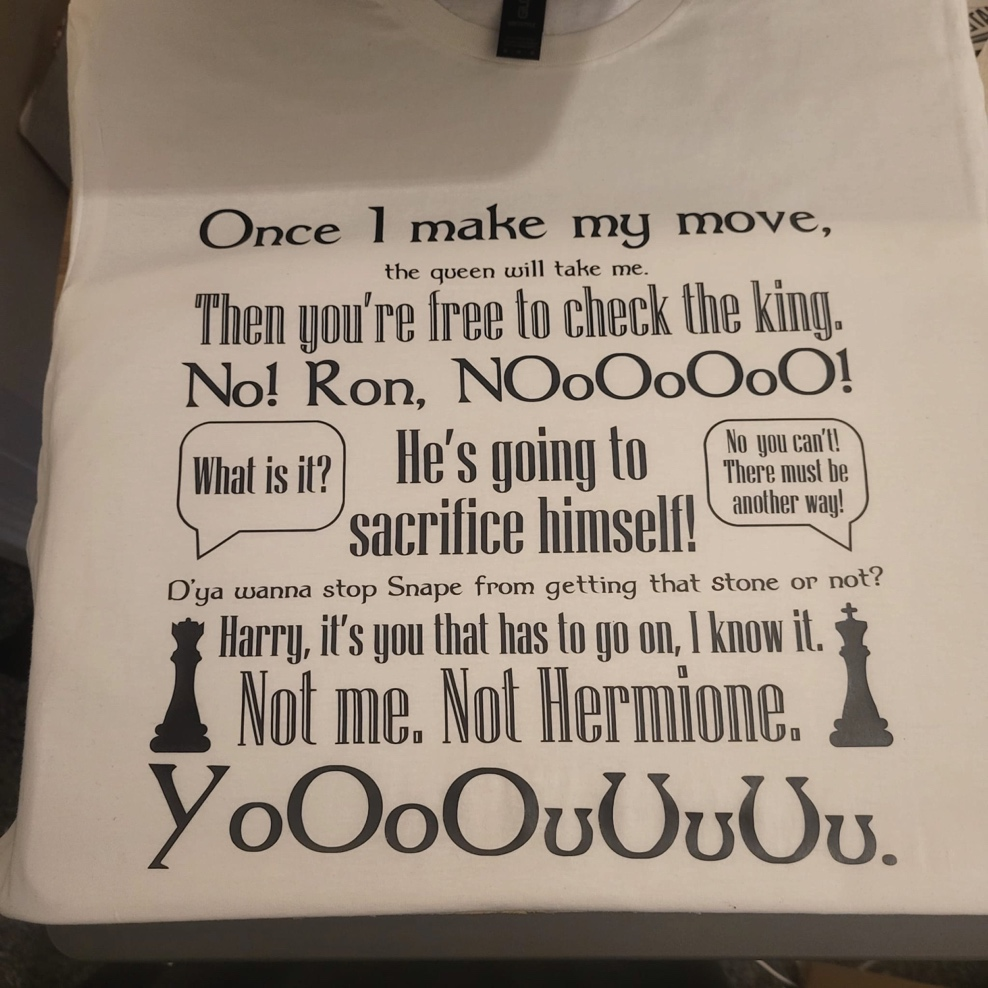 Once I make my move,
the queen will take me.
Then you're free to check the king.
No! Ron, NOoOoOoO!
What is it?
He's going to
sacrifice himself!
No you can't!
There must be
another way!
D'ya wanna stop Snape from getting that stone or not?
Harry, it's you that has to go on, I know it.
Not me. Not Hermione.
YoOoOuUuUu.